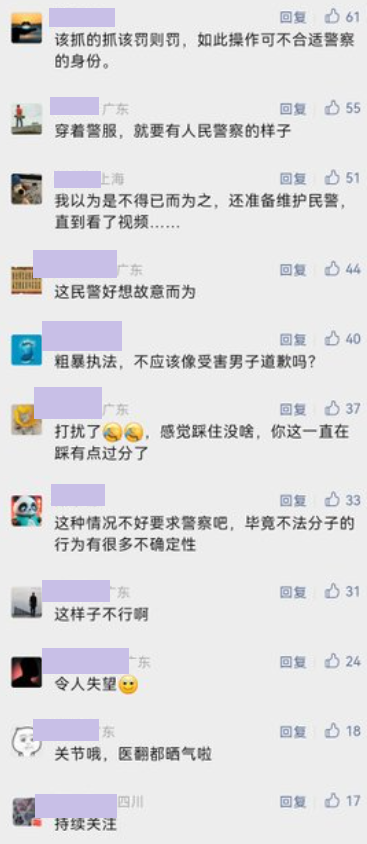 回复 61
该抓的抓该罚则罚，如此操作可不合适警察
的身份。
广东 回复 55
穿着警服，就要有人民警察的样子
上海 回复 51
我以为是不得已而为之，还准备维护民警，
直到看了视频……
广东 回复 44
这民警好想故意而为
回复 40
粗暴执法，不应该像受害男子道歉吗？
广东 回复 37
打扰了，感觉踩住没啥，你这一直在
踩有点过分了
回复 33
这种情况不好要求警察吧，毕竟不法分子的
行为有很多不确定性
广东 回复 31
这样子不行啊
广东 回复 24
令人失望
东 回复 18
关节哦，医翻都晒气啦
四川 回复 17
持续关注